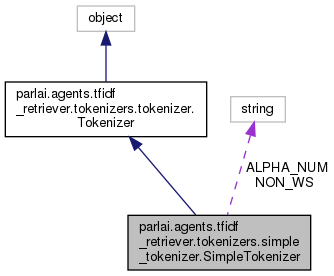 object
parlai.agents.tfidf
_retriever.tokenizers.tokenizer.
Tokenizer
string
ALPHA_NUM
NON_WS
parlai.agents.tfidf
_retriever.tokenizers.simple
_tokenizer.SimpleTokenizer